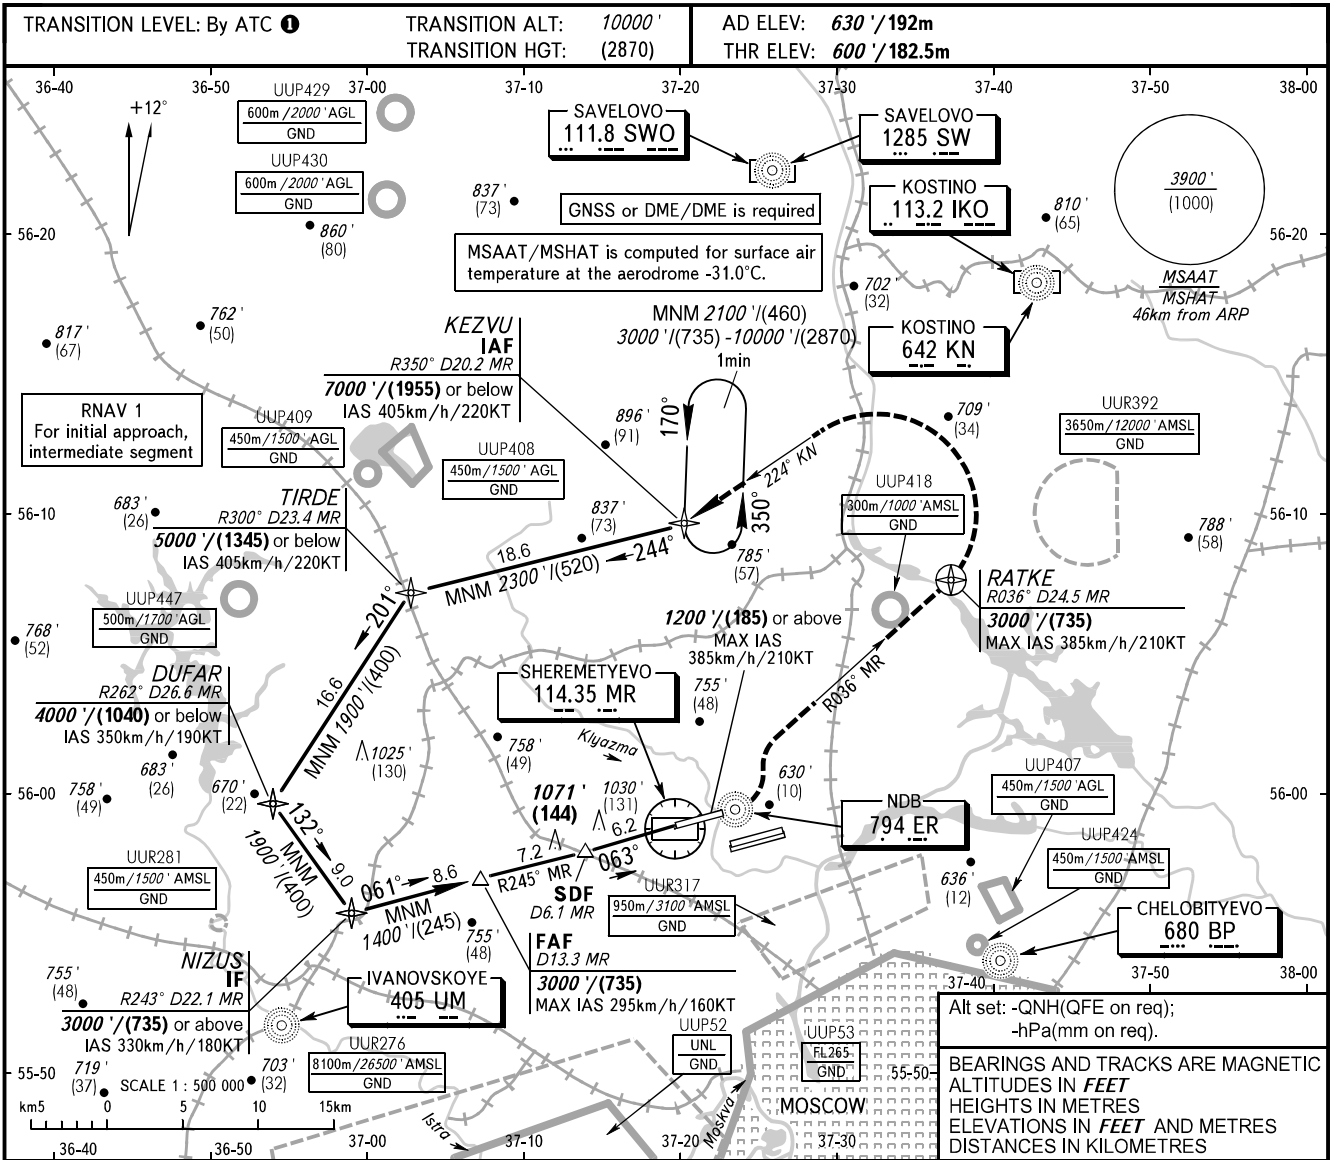 TRANSITION LEVEL: By ATC ❶
TRANSITION ALT: 10000 '
TRANSITION HGT: (2870)
AD ELEV: 630 ' / 192m
THR ELEV: 600 ' / 182.5m
36-40
36-50
37-00
37-10
37-20
37-30
37-40
37-50
38-00
+12°
UUP429
600m / 2000 ' AGL
GND
UUP430
600m / 2000 ' AGL
GND
860 '
(80)
837 '
(73)
SAVELOVO
111.8 SWO
SAVELOVO
1285 SW
KOSTINO
113.2 IKO
810 '
(65)
3900 '
(1000)
MSAAT
MSHAT
46km from ARP
56-20
56-20
GNSS or DME/DME is required
MSAAT/MSHAT is computed for surface air
temperature at the aerodrome -31.0°C.
702 '
(32)
KOSTINO
642 KN
762 '
(50)
817 '
(67)
KEZVU
IAF
R350° D20.2 MR
7000 '/(1955) or below
IAS 405km/h/220KT
MNM 2100 '/(460)
3000 '/(735) -10000 '/(2870)
1min
170°
350°
224° KN
RNAV 1
For initial approach,
intermediate segment
UUP409
450m / 1500 ' AGL
GND
UUP408
450m / 1500 ' AGL
GND
896 '
(91)
709 '
(34)
UUR392
3650m / 12000 ' AMSL
GND
UUP418
300m / 1000 ' AMSL
GND
683 '
(26)
56-10
56-10
TIRDE
R300° D23.4 MR
5000 '/(1345) or below
IAS 405km/h/220KT
837 '
(73)
785 '
(57)
788 '
(58)
18.6
244°
MNM 2300 '/(520)
UUP447
500m / 1700 ' AGL
GND
768 '
(52)
201°
16.6
MNM 1900 '/(400)
1200 '/(185) or above
MAX IAS
385km/h/210KT
RATKE
R036° D24.5 MR
3000 '/(735)
MAX IAS 385km/h/210KT
R036° MR
DUFAR
R262° D26.6 MR
4000 '/(1040) or below
IAS 350km/h/190KT
SHEREMETYEVO
114.35 MR
755 '
(48)
Klyazma
758 '
(49)
1025 '
(130)
683 '
(26)
670 '
(22)
758 '
(49)
56-00
56-00
630 '
(10)
1071 '
(144)
1030 '
(131)
NDB
794 ER
UUP407
450m / 1500 ' AGL
GND
UUP424
450m / 1500 ' AMSL
GND
636 '
(12)
132°
9.0
MNM
1900 '/(400)
UUR281
450m / 1500 ' AMSL
GND
061°
8.6
MNM
1400 '/(245)
7.2
6.2
R245° MR
063°
SDF
D6.1 MR
UUR317
950m / 3100 ' AMSL
GND
755 '
(48)
FAF
D13.3 MR
3000 '/(735)
MAX IAS 295km/h/160KT
CHELOBITYEVO
680 BP
37-40
37-50
38-00
NIZUS
IF
R243° D22.1 MR
3000 '/(735) or above
IAS 330km/h/180KT
755 '
(48)
IVANOVSKOYE
405 UM
UUR276
8100m / 26500 ' AMSL
GND
UUP52
UNL
GND
UUP53
FL265
GND
Alt set: -QNH(QFE on req);
-hPa(mm on req).
719 '
(37)
703 '
(32)
55-50
55-50
SCALE 1 : 500 000
km5 0 5 10 15km
Istra
Moskva
MOSCOW
BEARINGS AND TRACKS ARE MAGNETIC
ALTITUDES IN FEET
HEIGHTS IN METRES
ELEVATIONS IN FEET AND METRES
DISTANCES IN KILOMETRES
36-40
36-50
37-00
37-10
37-20
37-30